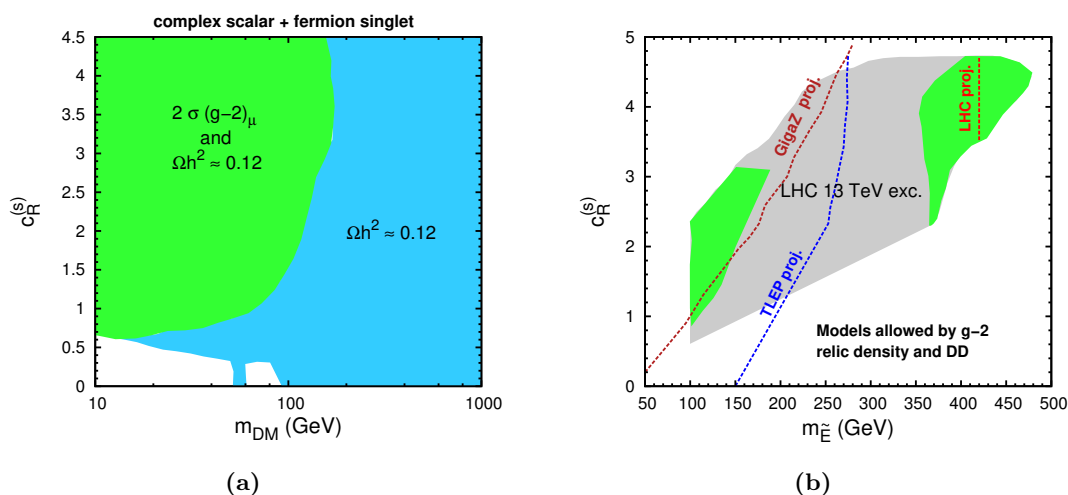 complex scalar + fermion singlet
4.5
4
3.5
3
2.5
2
1.5
1
0.5
0
c_R^(s)
2 σ (g-2)_μ
and
Ωh² ≈ 0.12
Ωh² ≈ 0.12
10
100
1000
m_DM (GeV)
(a)
5
4
3
2
1
0
c_R^(s)
GigaZ proj.
TLEP proj.
LHC 13 TeV exc.
LHC proj.
Models allowed by g-2
relic density and DD
50
100
150
200
250
300
350
400
450
500
m_Ẽ (GeV)
(b)